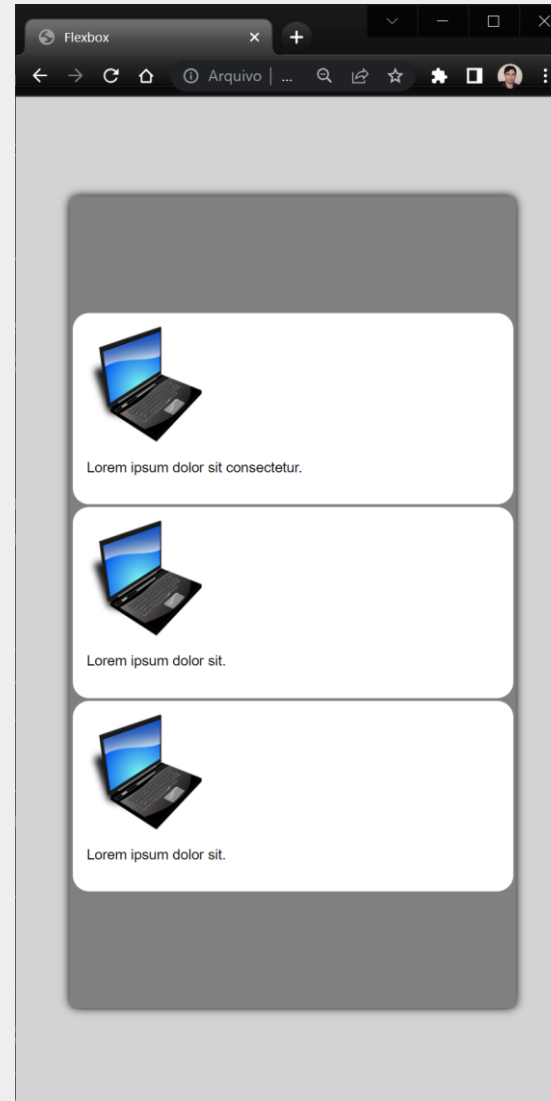 Flexbox
Arquivo | ...
Lorem ipsum dolor sit consectetur.
Lorem ipsum dolor sit.
Lorem ipsum dolor sit.